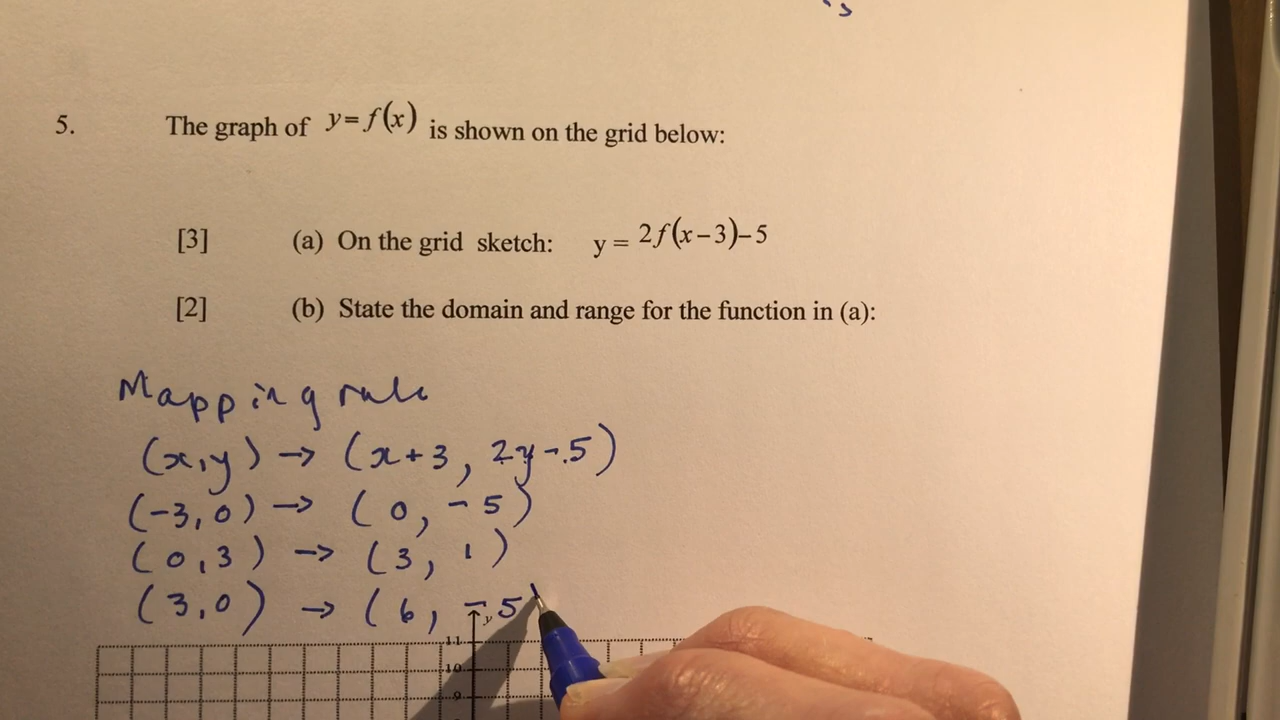 5. The graph of y=f(x) is shown on the grid below:
[3] (a) On the grid sketch: y = 2f(x-3)-5
[2] (b) State the domain and range for the function in (a):
Mapping rule
(x,y) → (x+3, 2y-5)
(-3,0) → (0, -5)
(0,3) → (3, 1)
(3,0) → (6, -5)
y
11
10
9